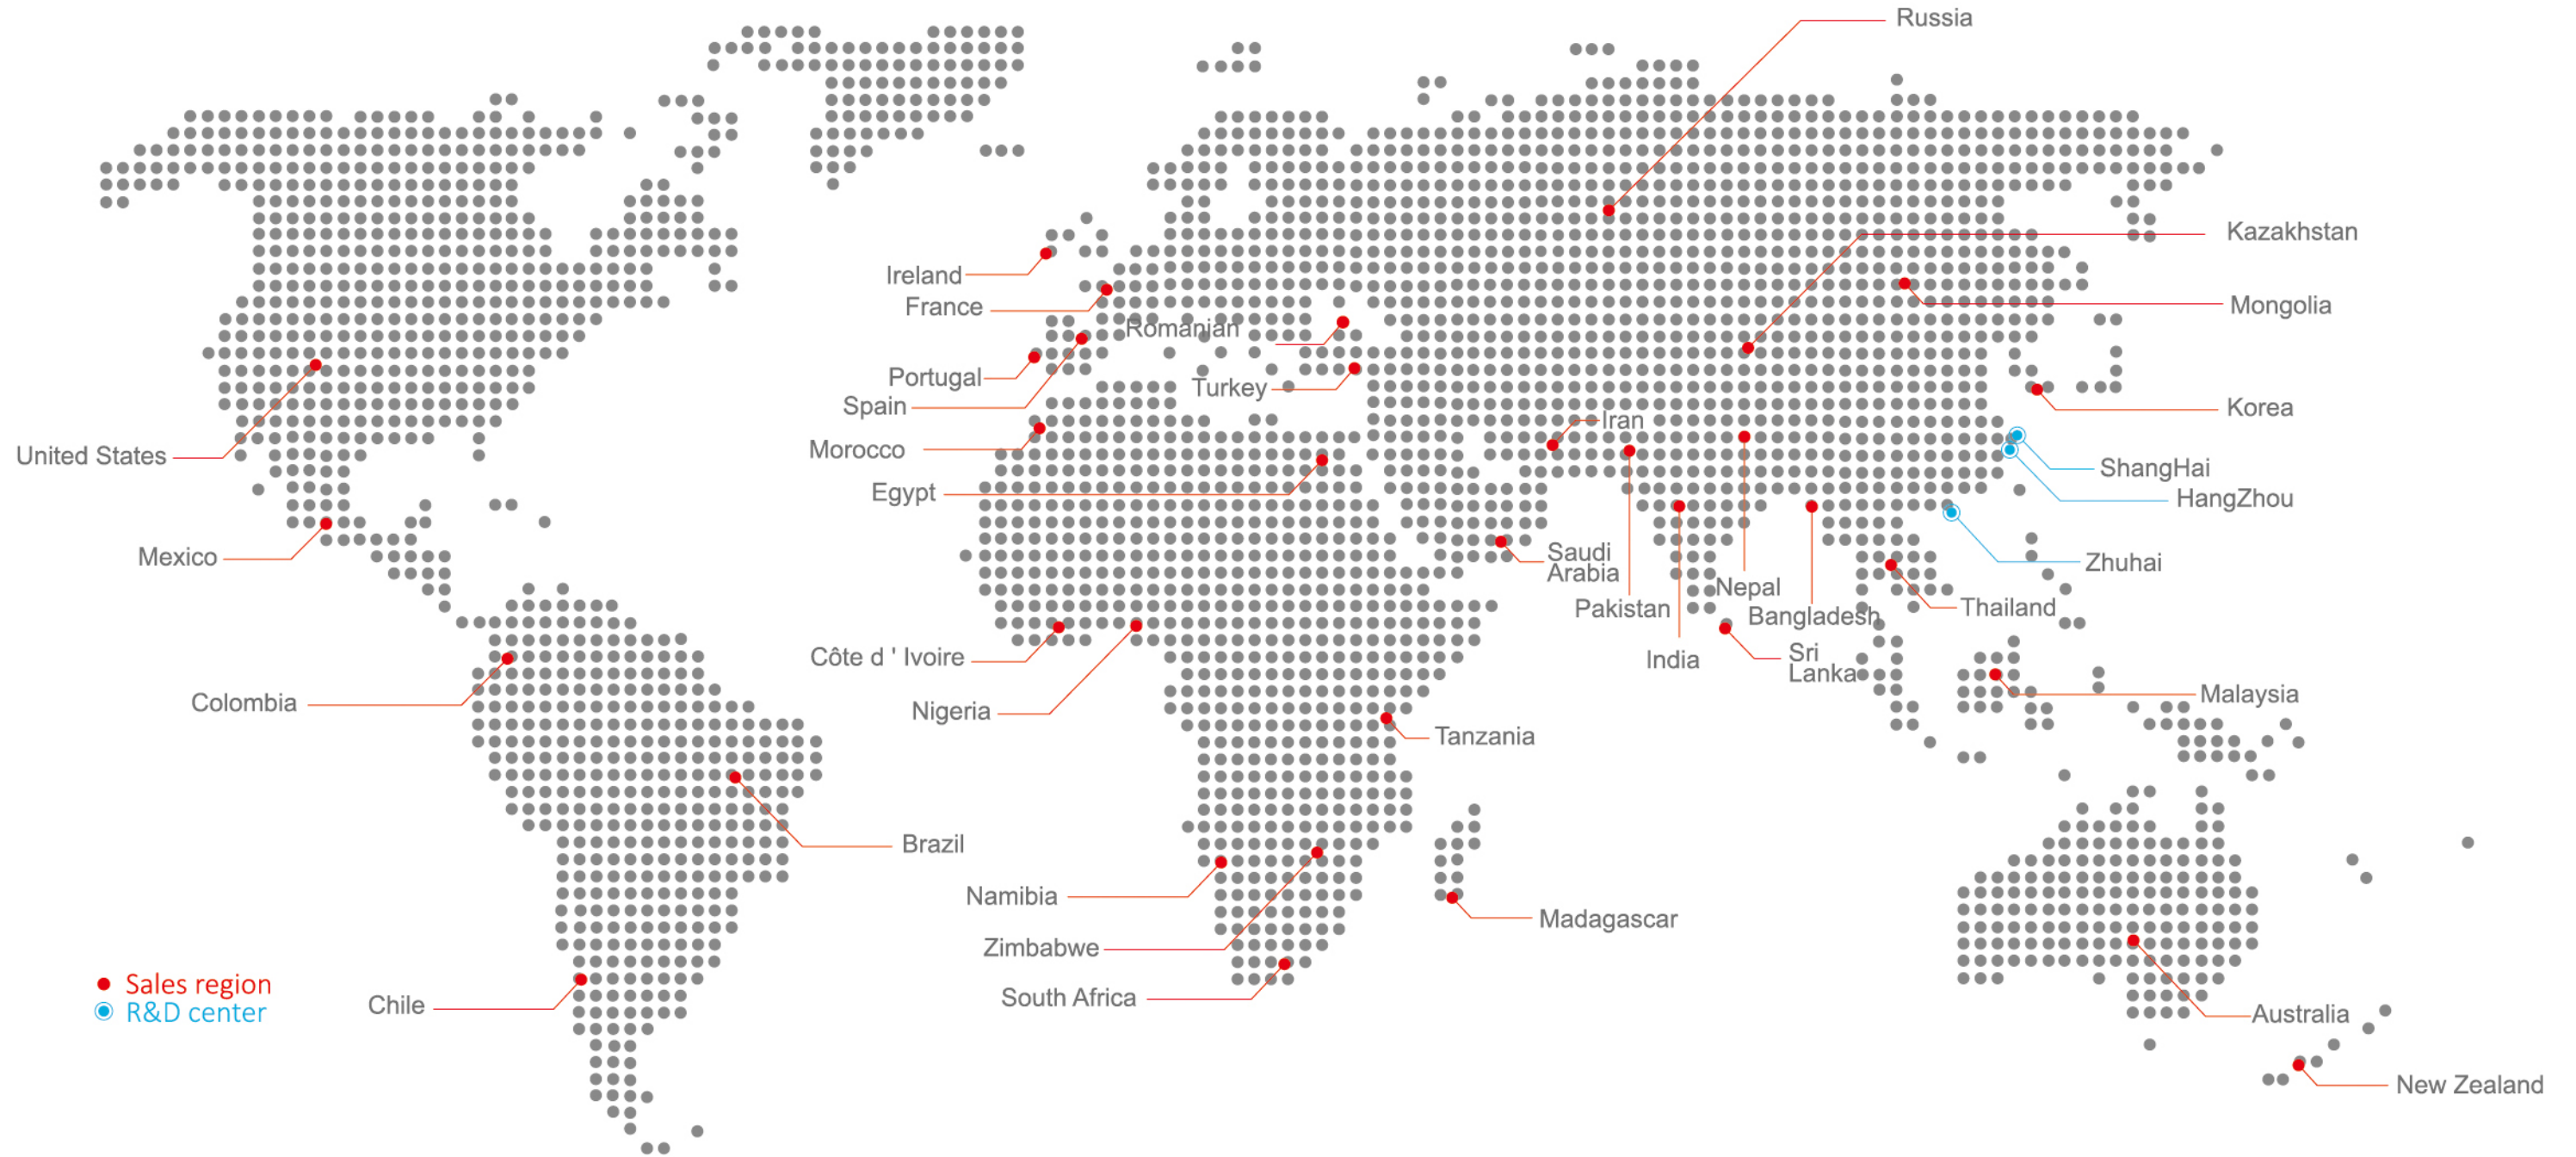 Russia
Kazakhstan
Ireland
Mongolia
France
Romanian
Portugal
Turkey
Spain
Korea
Iran
Morocco
United States
ShangHai
Egypt
HangZhou
Mexico
Saudi
Arabia
Zhuhai
Nepal
Pakistan
Thailand
Bangladesh
Côte d ' Ivoire
India
Sri
Lanka
Malaysia
Colombia
Nigeria
Tanzania
Brazil
Namibia
Madagascar
Zimbabwe
Sales region
South Africa
Chile
R&D center
Australia
New Zealand